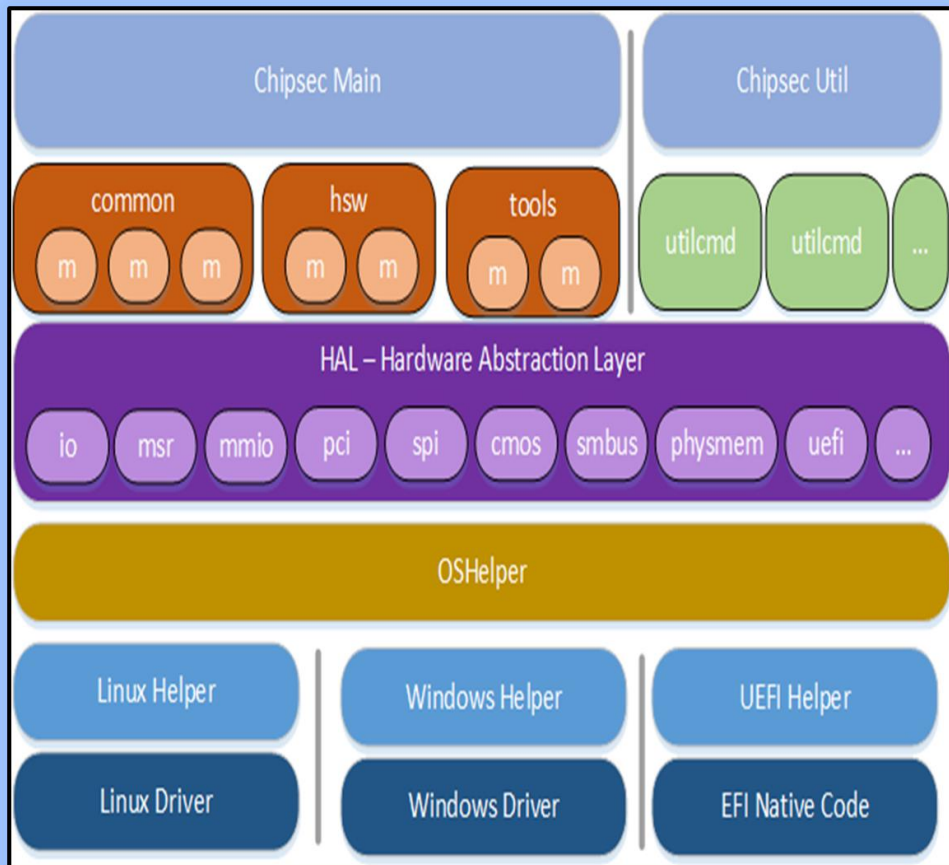 Chipsec Main
Chipsec Util
common
m m m
hsw
m m
tools
m m
utilcmd
utilcmd
...
HAL – Hardware Abstraction Layer
io msr mmio pci spi cmos smbus physmem uefi ...
OSHelper
Linux Helper
Windows Helper
UEFI Helper
Linux Driver
Windows Driver
EFI Native Code